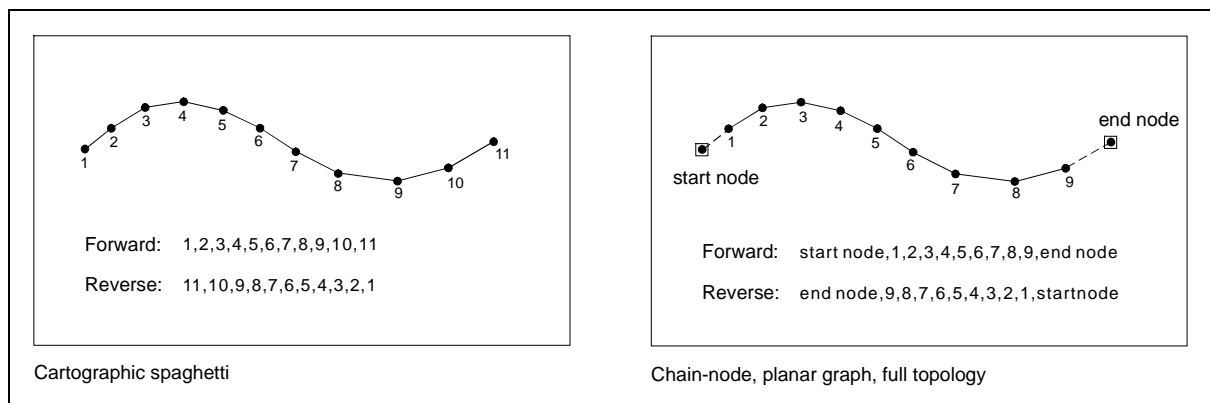 1
2
3
4
5
6
7
8
9
10
11
Forward: 1,2,3,4,5,6,7,8,9,10,11
Reverse: 11,10,9,8,7,6,5,4,3,2,1
Cartographic spaghetti
start node
1
2
3
4
5
6
7
8
9
end node
Forward: start node,1,2,3,4,5,6,7,8,9,end node
Reverse: end node,9,8,7,6,5,4,3,2,1,startnode
Chain-node, planar graph, full topology